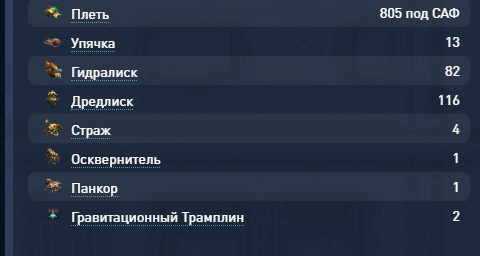 Плеть 805 под САФ
Упячка 13
Гидралиск 82
Дредлиск 116
Страж 4
Осквернитель 1
Панкор 1
Гравитационный Трамплин 2